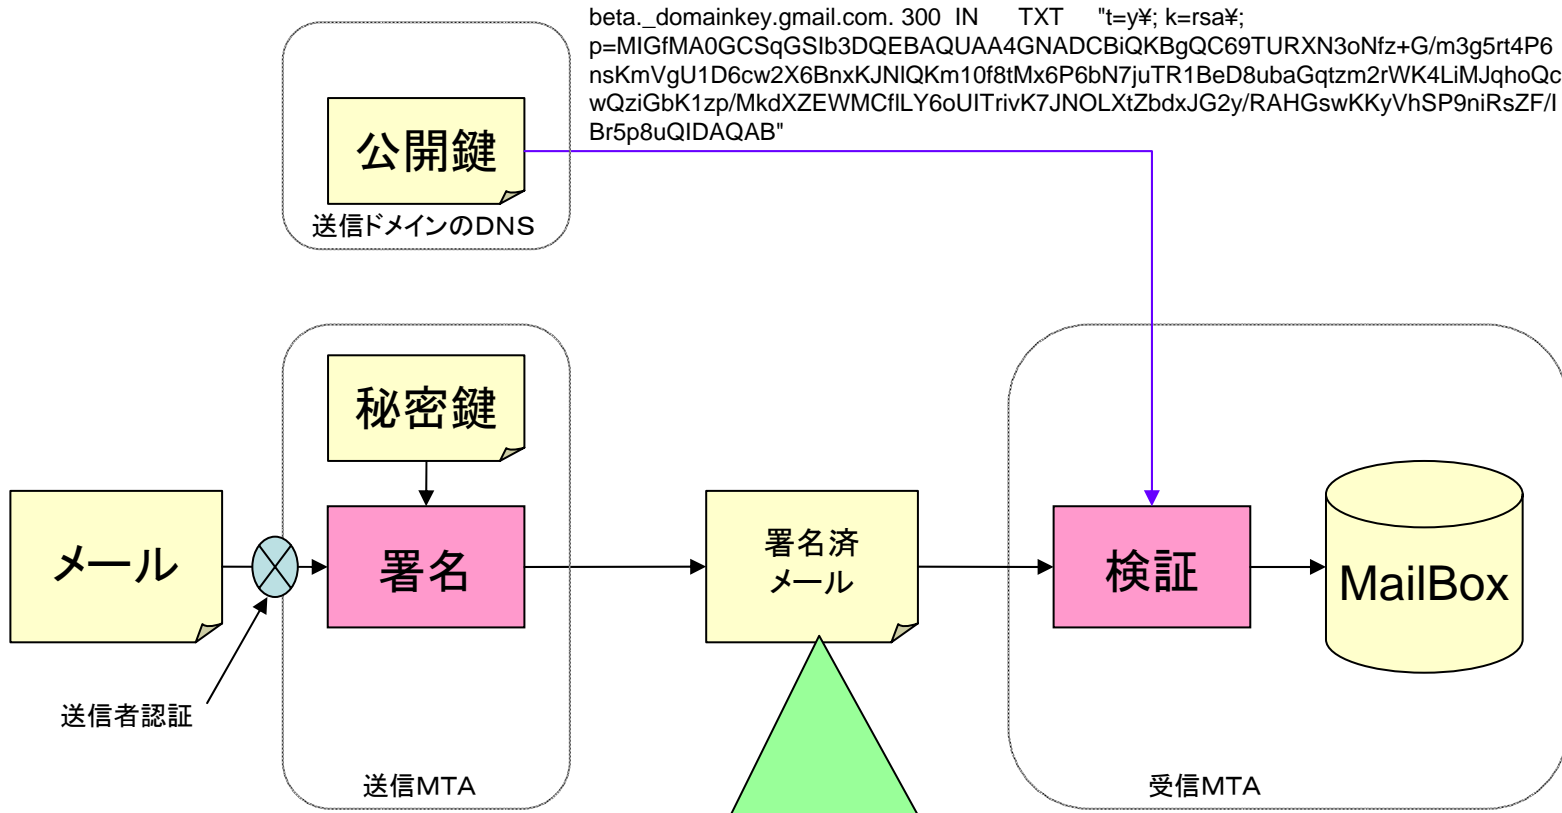 beta._domainkey.gmail.com. 300 IN TXT "t=y¥; k=rsa¥;
p=MIGfMA0GCSqGSIb3DQEBAQUAA4GNADCBiQKBgQC69TURXN3oNfz+G/m3g5rt4P6
nsKmVgU1D6cw2X6BnxKJNlQKm10f8tMx6P6bN7juTR1BeD8ubaGqtzm2rWK4LiMJqhoQc
wQziGbK1zp/MkdXZEWMCflLY6oUITrivK7JNOLXtZbdxJG2y/RAHGswKKyVhSP9niRsZF/I
Br5p8uQIDAQAB"
公開鍵
送信ドメインのDNS
秘密鍵
メール
署名
署名済
メール
検証
MailBox
送信者認証
送信MTA
受信MTA